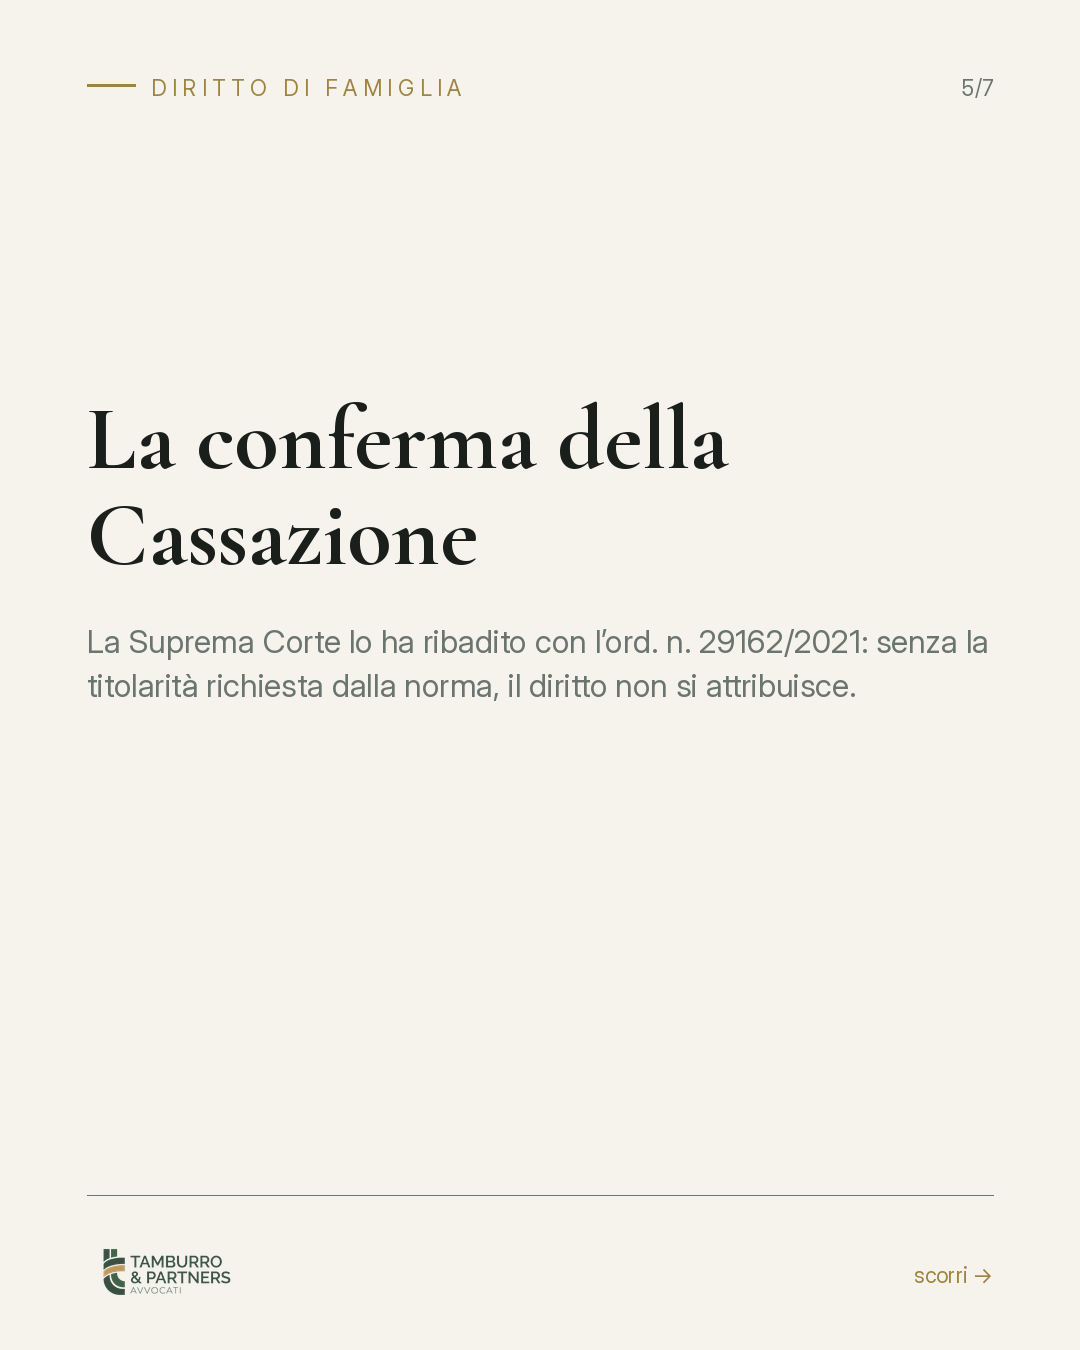 DIRITTO DI FAMIGLIA
5/7
La conferma della
Cassazione
La Suprema Corte lo ha ribadito con l’ord. n. 29162/2021: senza la
titolarità richiesta dalla norma, il diritto non si attribuisce.
TAMBURRO
& PARTNERS
AVVOCATI
scorri →